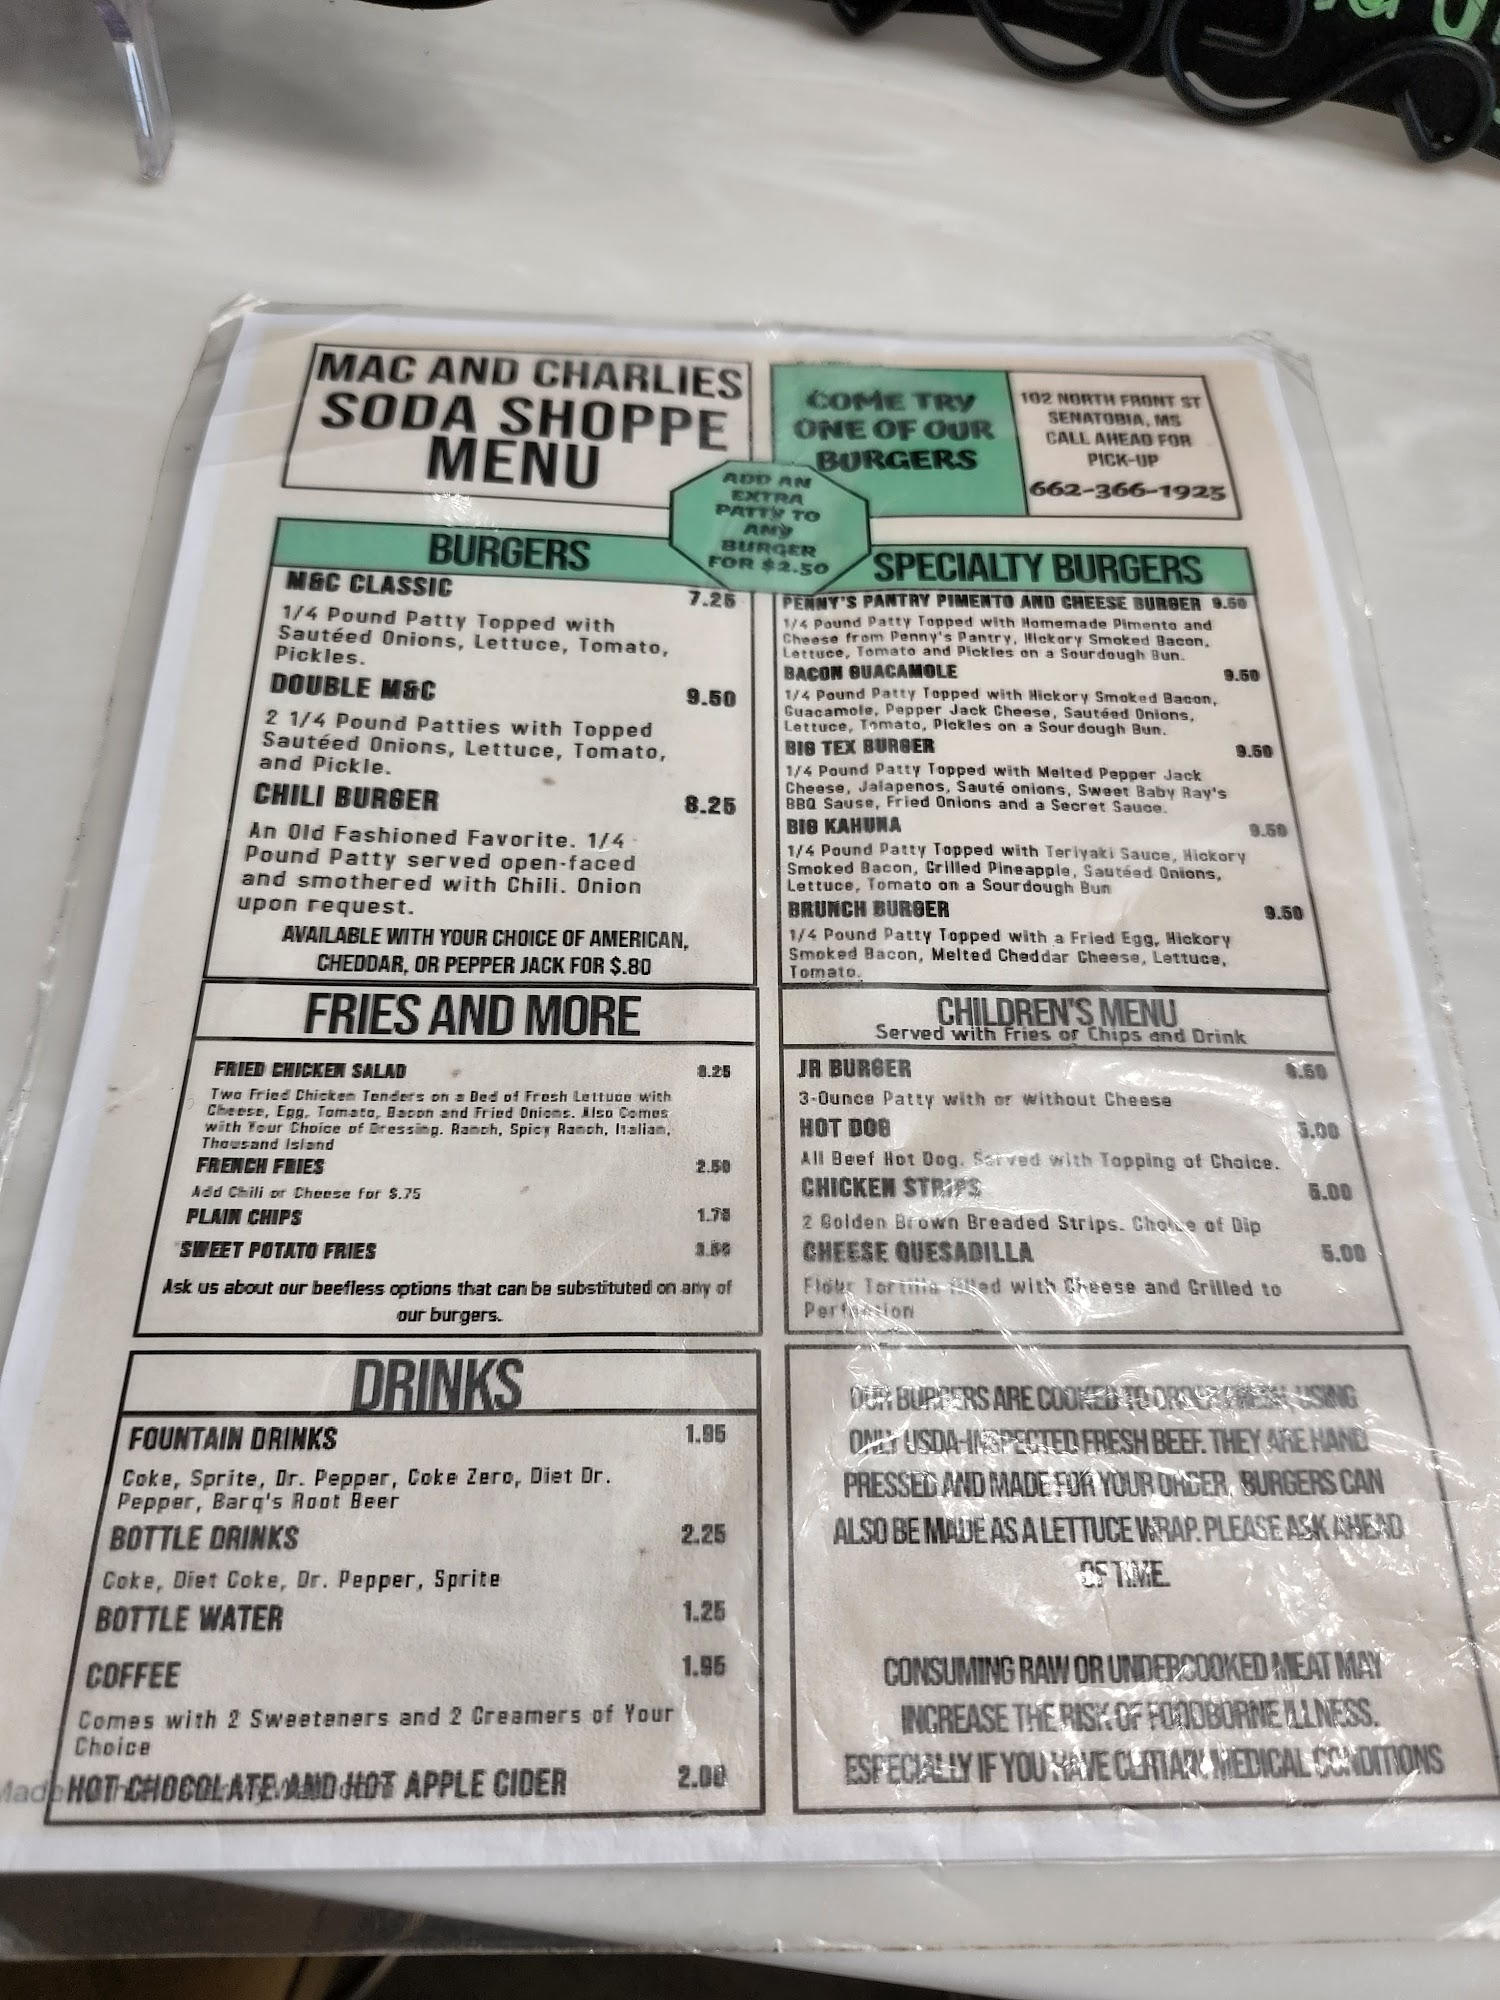 MAC AND CHARLIES
SODA SHOPPE
MENU
COME TRY
ONE OF OUR
BURGERS
102 NORTH FRONT ST
SENATOBIA, MS
CALL AHEAD FOR
PICK-UP
662-366-1925
ADD AN
EXTRA
PATTY TO
ANY
BURGER
FOR $2.50
BURGERS
M&C CLASSIC 7.25
1/4 Pound Patty Topped with
Sautéed Onions, Lettuce, Tomato,
Pickles.
DOUBLE M&C 9.50
2 1/4 Pound Patties with Topped
Sautéed Onions, Lettuce, Tomato,
and Pickle.
CHILI BURGER 8.25
An Old Fashioned Favorite. 1/4
Pound Patty served open-faced
and smothered with Chili. Onion
upon request.
AVAILABLE WITH YOUR CHOICE OF AMERICAN,
CHEDDAR, OR PEPPER JACK FOR $.80
SPECIALTY BURGERS
PENNY'S PANTRY PIMENTO AND CHEESE BURGER 9.50
1/4 Pound Patty Topped with Homemade Pimento and
Cheese from Penny's Pantry, Hickory Smoked Bacon,
Lettuce, Tomato and Pickles on a Sourdough Bun.
BACON GUACAMOLE 9.50
1/4 Pound Patty Topped with Hickory Smoked Bacon,
Guacamole, Pepper Jack Cheese, Sautéed Onions,
Lettuce, Tomato, Pickles on a Sourdough Bun.
BIG TEX BURGER 9.50
1/4 Pound Patty Topped with Melted Pepper Jack
Cheese, Jalapenos, Sauté onions, Sweet Baby Ray's
BBQ Sause, Fried Onions and a Secret Sauce.
BIG KAHUNA 9.50
1/4 Pound Patty Topped with Teriyaki Sauce, Hickory
Smoked Bacon, Grilled Pineapple, Sautéed Onions,
Lettuce, Tomato on a Sourdough Bun
BRUNCH BURGER 9.50
1/4 Pound Patty Topped with a Fried Egg, Hickory
Smoked Bacon, Melted Cheddar Cheese, Lettuce,
Tomato.
FRIES AND MORE
FRIED CHICKEN SALAD 8.25
Two Fried Chicken Tenders on a Bed of Fresh Lettuce with
Cheese, Egg, Tomato, Bacon and Fried Onions. Also Comes
with Your Choice of Dressing. Ranch, Spicy Ranch, Italian,
Thousand Island
FRENCH FRIES 2.50
Add Chili or Cheese for $.75
PLAIN CHIPS 1.75
SWEET POTATO FRIES
Ask us about our beefless options that can be substituted on any of
our burgers.
CHILDREN'S MENU
Served with Fries or Chips and Drink
JR BURGER
3-Ounce Patty with or without Cheese
HOT DOG 5.00
All Beef Hot Dog. Served with Topping of Choice.
CHICKEN STRIPS 6.00
2 Golden Brown Breaded Strips. Choice of Dip
CHEESE QUESADILLA 5.00
Flour Tortilla filled with Cheese and Grilled to
Perfection
DRINKS
FOUNTAIN DRINKS 1.95
Coke, Sprite, Dr. Pepper, Coke Zero, Diet Dr.
Pepper, Barq's Root Beer
BOTTLE DRINKS 2.25
Coke, Diet Coke, Dr. Pepper, Sprite
BOTTLE WATER 1.25
COFFEE 1.95
Comes with 2 Sweeteners and 2 Creamers of Your
Choice
HOT CHOCOLATE AND HOT APPLE CIDER 2.00
Made
OUR BURGERS ARE COOKED TO ORDER FRESH, USING
ONLY USDA-INSPECTED FRESH BEEF. THEY ARE HAND
PRESSED AND MADE FOR YOUR ORDER. BURGERS CAN
ALSO BE MADE AS A LETTUCE WRAP. PLEASE ASK AHEAD
OF TIME.
CONSUMING RAW OR UNDERCOOKED MEAT MAY
INCREASE THE RISK OF FOODBORNE ILLNESS.
ESPECIALLY IF YOU HAVE CERTIAN MEDICAL CONDITIONS